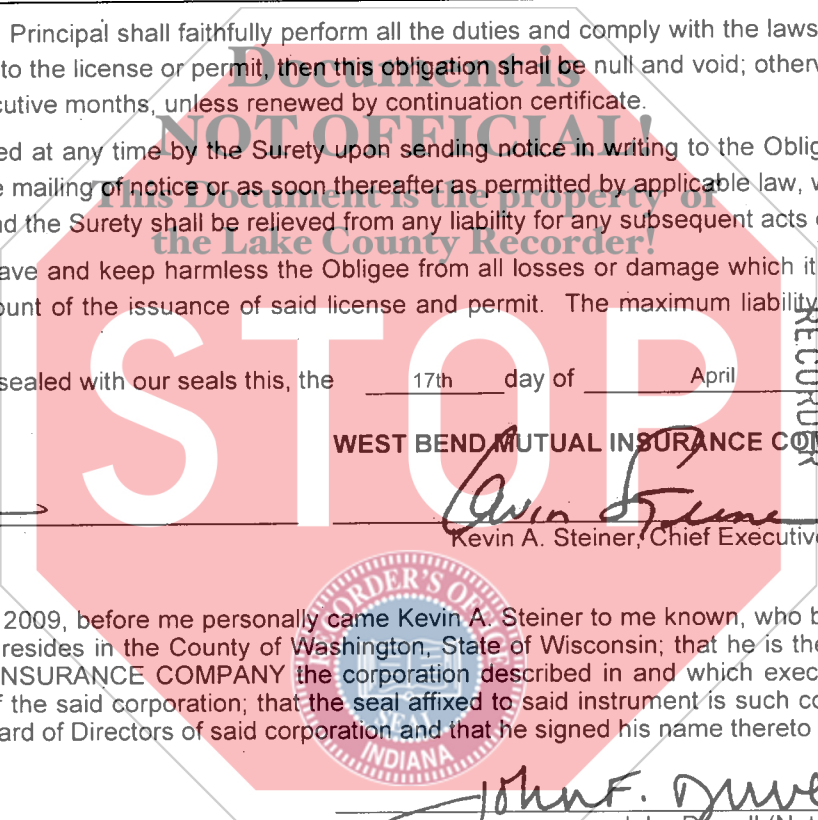 Principal shall faithfully perform all the duties and comply with the laws
to the license or permit, then this obligation shall be null and void; otherw
cutive months, unless renewed by continuation certificate.
Document is
NOT OFFICIAL!
This Document is the property of
the Lake County Recorder!
ed at any time by the Surety upon sending notice in writing to the Oblig
e mailing of notice or as soon thereafter as permitted by applicable law, w
nd the Surety shall be relieved from any liability for any subsequent acts o
ave and keep harmless the Obligee from all losses or damage which it
ount of the issuance of said license and permit. The maximum liability
RECORDER
STOP
sealed with our seals this, the 17th day of April
WEST BEND MUTUAL INSURANCE COM
Kevin Steiner
Kevin A. Steiner, Chief Executive
2009, before me personally came Kevin A. Steiner to me known, who b
resides in the County of Washington, State of Wisconsin; that he is the
INSURANCE COMPANY the corporation described in and which exec
f the said corporation; that the seal affixed to said instrument is such co
ard of Directors of said corporation and that he signed his name thereto
RECORDER'S OFFICE
SEAL
INDIANA
John F. Duwe